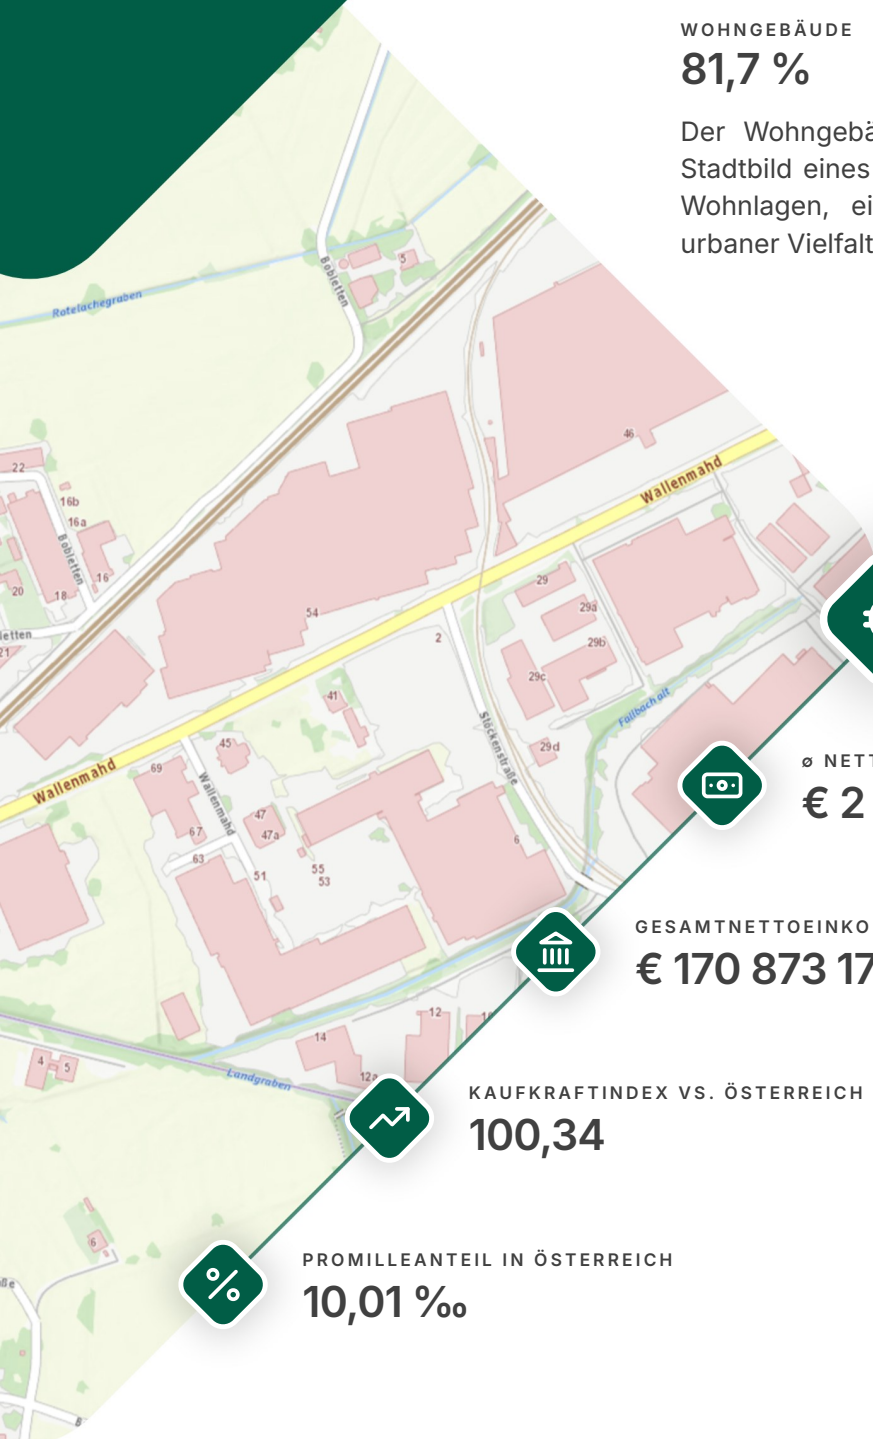 WOHNGEBÄUDE
81,7 %
Der Wohngebä
Stadtbild eines
Wohnlagen, ei
urbaner Vielfalt
Rotelachegraben
Bobletten
5
46
Wallenmahd
22
16b
16a
Bobletten
16
20
18
letten
21
54
29
29a
2
29b
29c
Fallbach alt
41
Slöckenstraße
45
29d
69
Wallenmahd
Wallenmahd
47
67
47a
6
63
51
55
53
ø NETT
€ 2
GESAMTNETTOEINKO
€ 170 873 17
12
14
4
5
12a
Landgraben
KAUFKRAFTINDEX VS. ÖSTERREICH
100,34
6
PROMILLEANTEIL IN ÖSTERREICH
10,01 ‰
ße
B